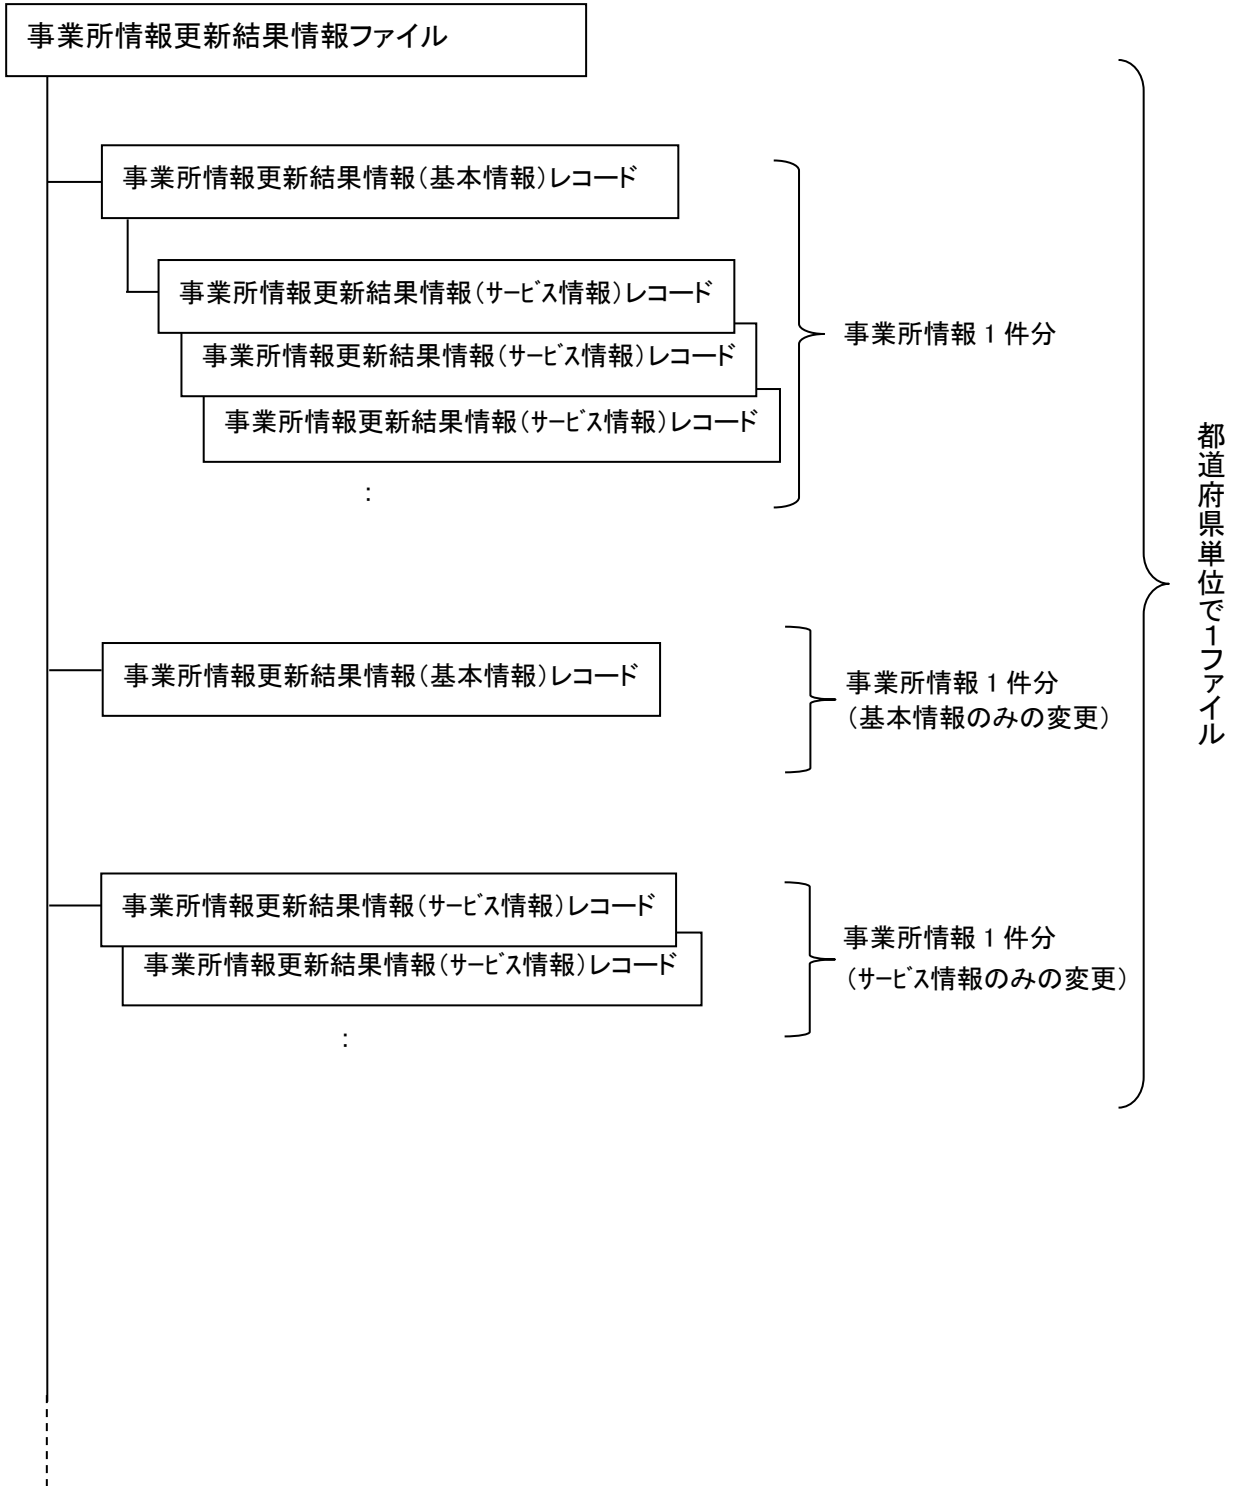 事業所情報更新結果情報ファイル
事業所情報更新結果情報（基本情報）レコード
事業所情報更新結果情報（ｻｰﾋﾞｽ情報）レコード
事業所情報更新結果情報（ｻｰﾋﾞｽ情報）レコード
事業所情報更新結果情報（ｻｰﾋﾞｽ情報）レコード
：
事業所情報 1 件分
事業所情報更新結果情報（基本情報）レコード
事業所情報 1 件分
（基本情報のみの変更）
事業所情報更新結果情報（ｻｰﾋﾞｽ情報）レコード
事業所情報更新結果情報（ｻｰﾋﾞｽ情報）レコード
：
事業所情報 1 件分
（ｻｰﾋﾞｽ情報のみの変更）
都道府県単位で１ファイル